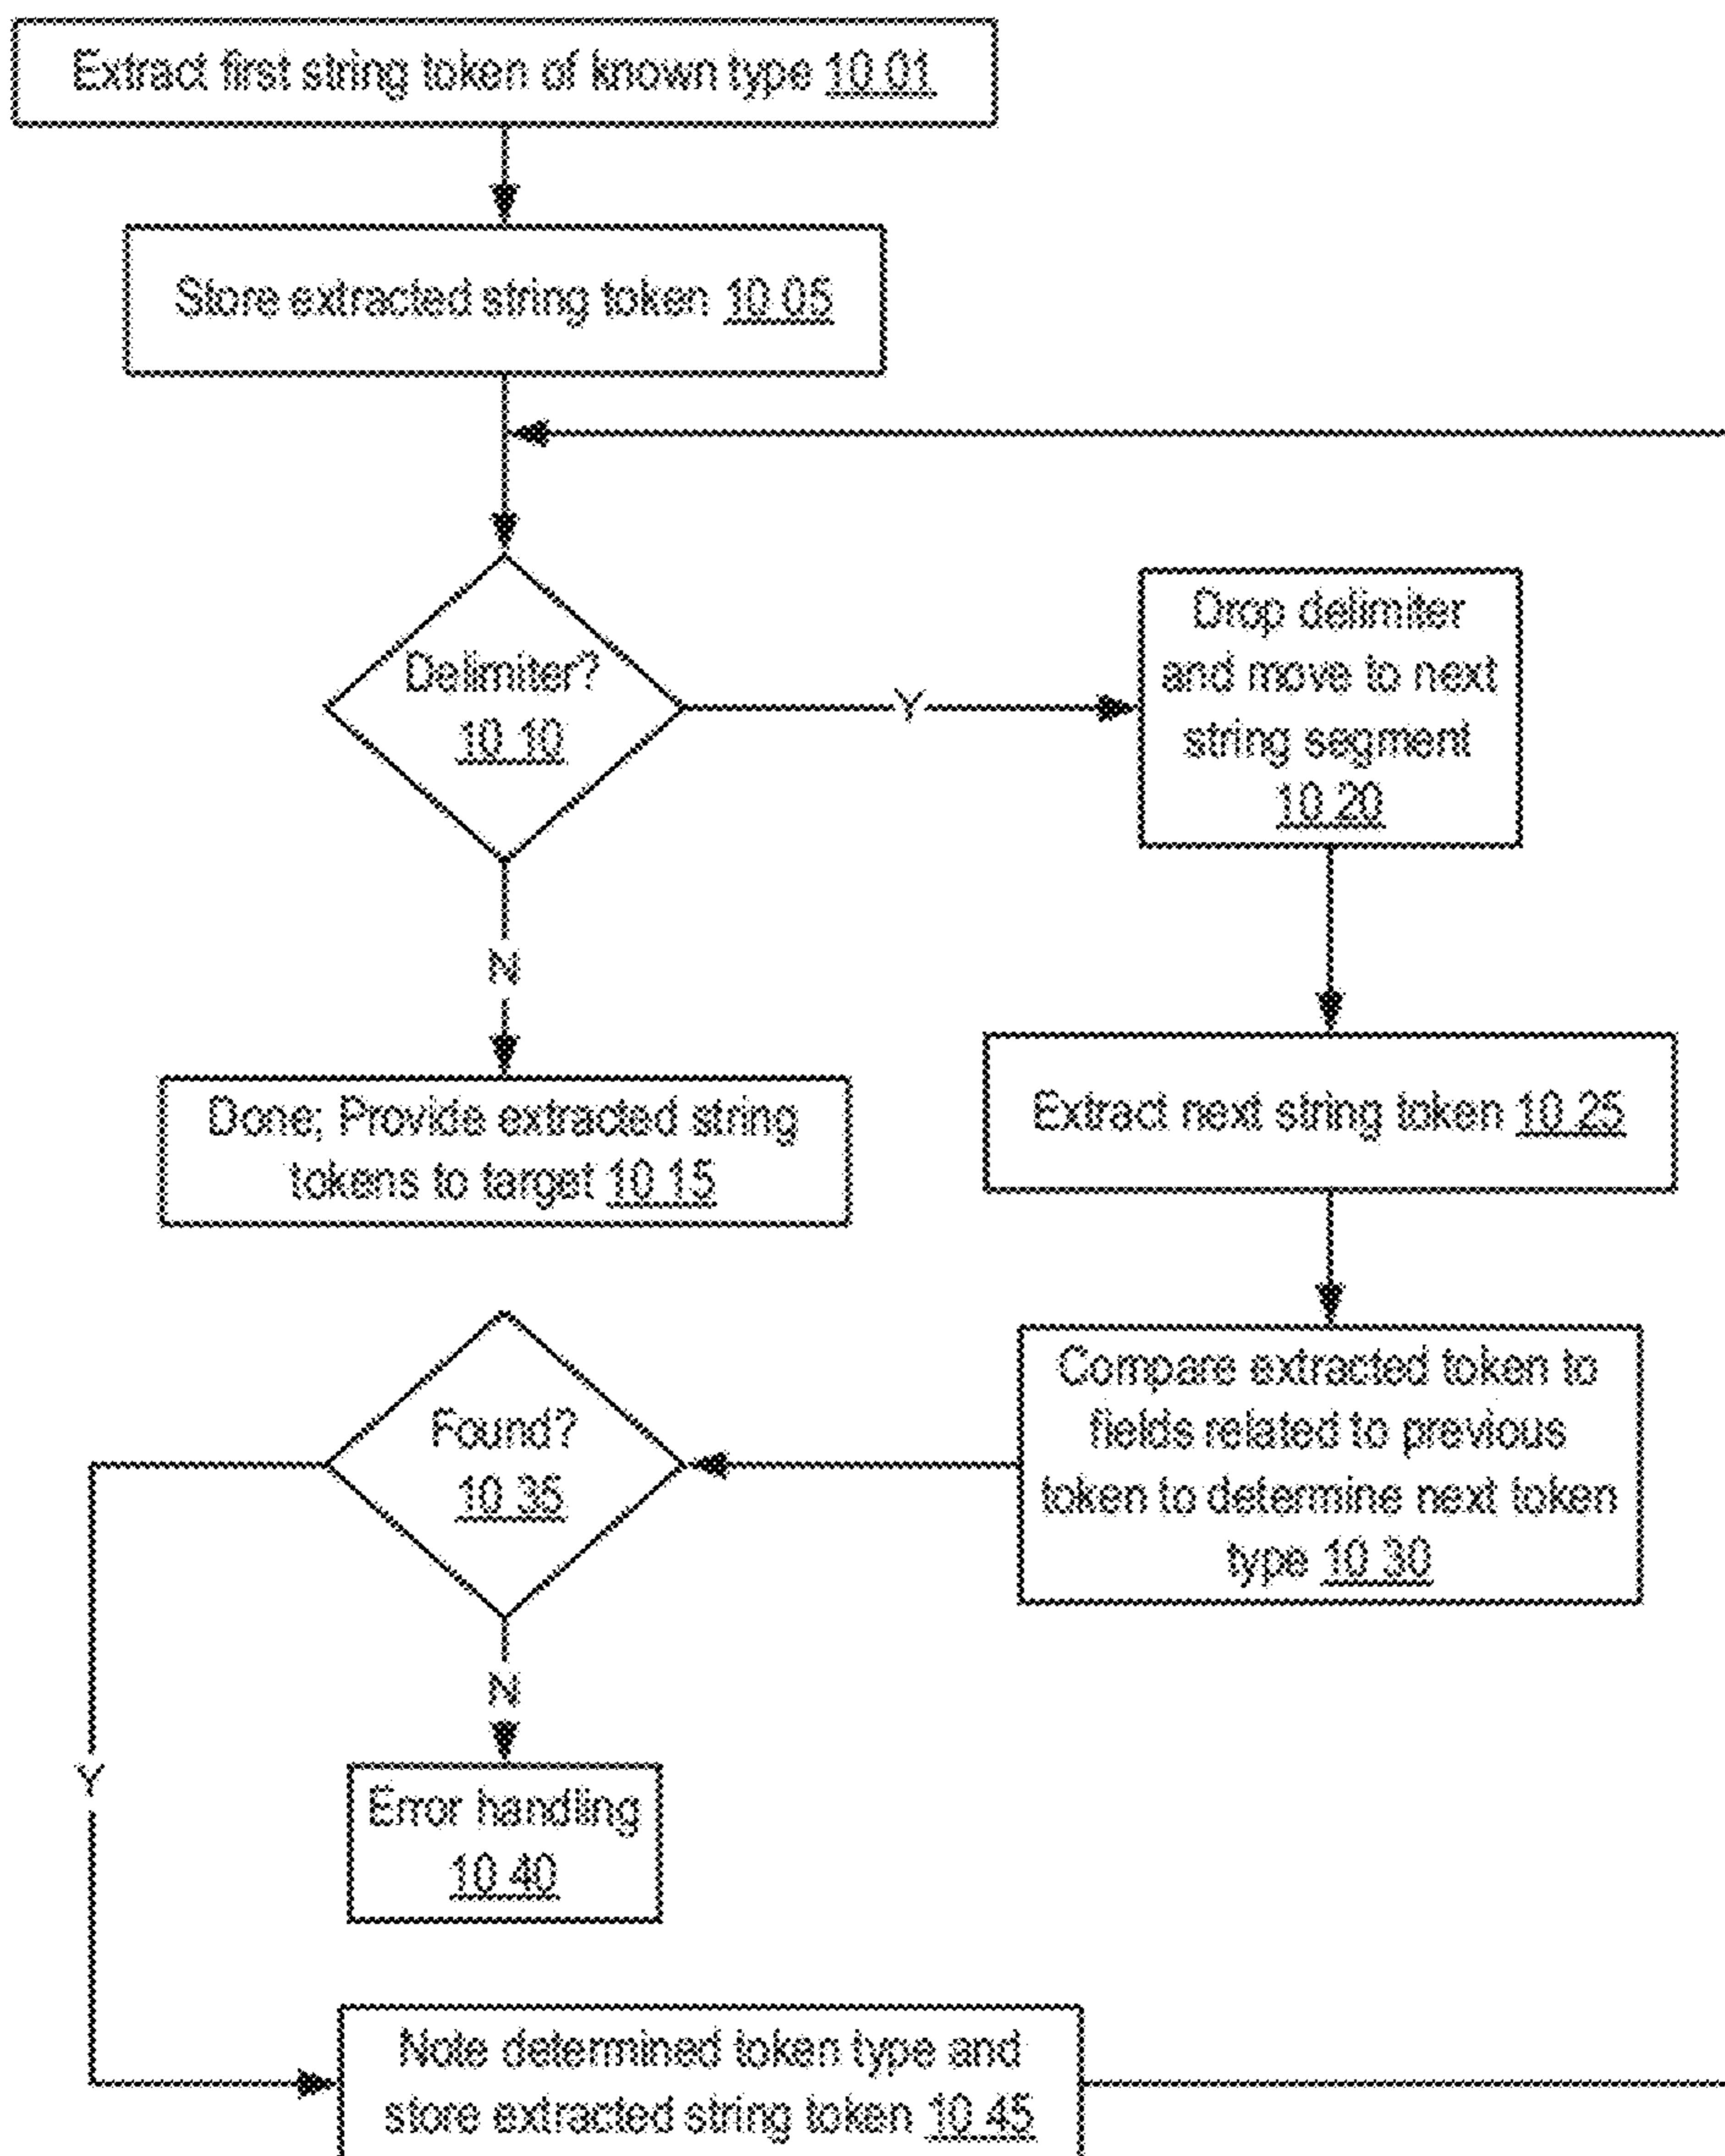 Extract first string token of known type 10.01
Store extracted string token 10.05
Delimiter?
10.10
Y
Drop delimiter
and move to next
string segment
10.20
N
Done; Provide extracted string
tokens to target 10.15
Extract next string token 10.25
Compare extracted token to
fields related to previous
token to determine next token
type 10.30
Found?
10.35
N
Y
Error handling
10.40
Note determined token type and
store extracted string token 10.45